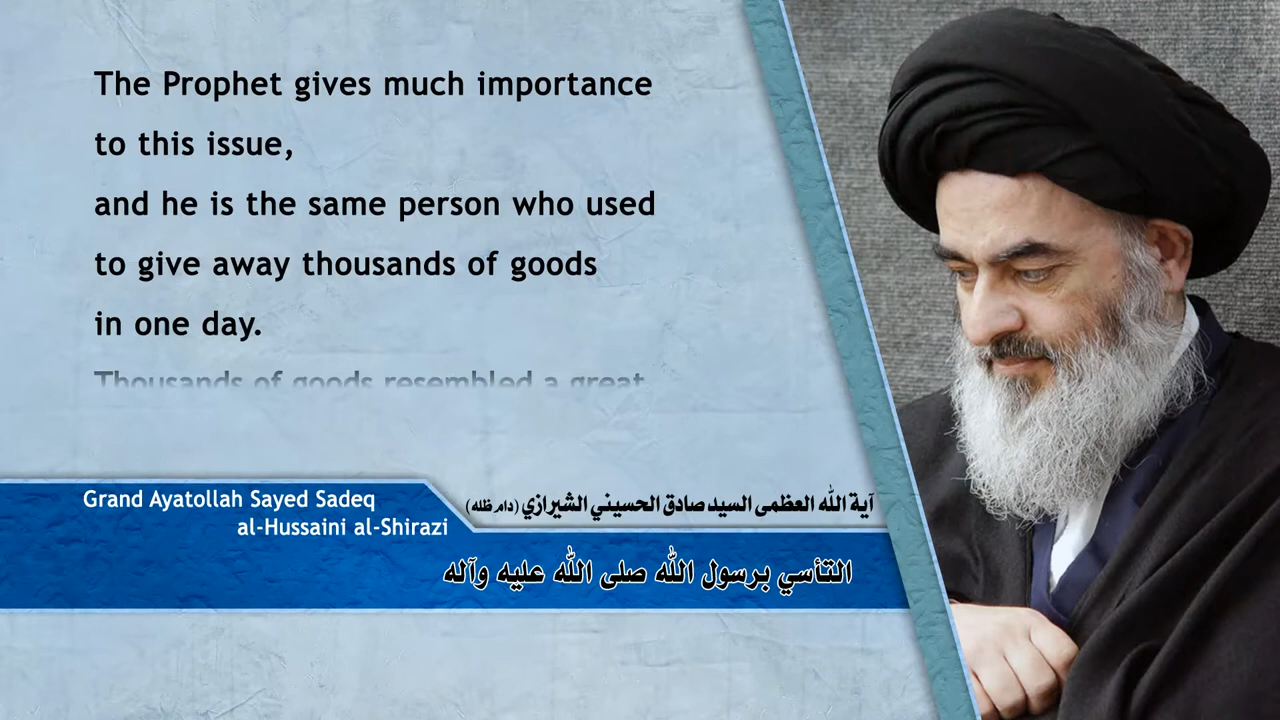 The Prophet gives much importance
to this issue,
and he is the same person who used
to give away thousands of goods
in one day.
Thousands of goods resembled a great
Grand Ayatollah Sayed Sadeq
al-Hussaini al-Shirazi
آية الله العظمى السيد صادق الحسيني الشيرازي (دام ظله)
التأسي برسول الله صلى الله عليه وآله